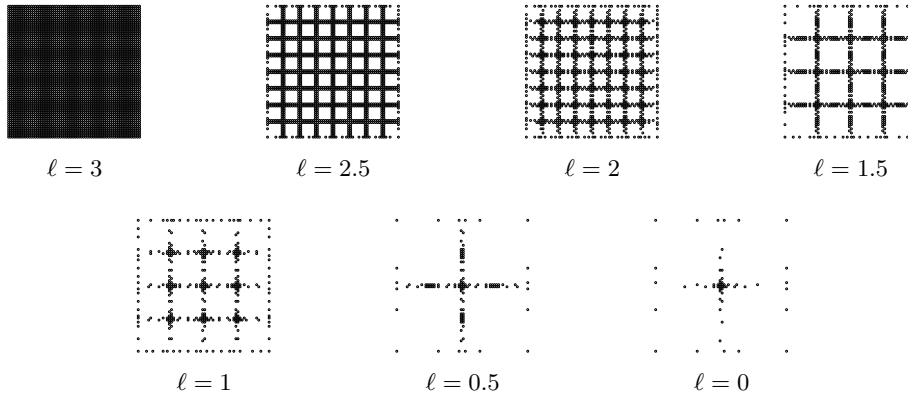 ℓ = 3
ℓ = 2.5
ℓ = 2
ℓ = 1.5
ℓ = 1
ℓ = 0.5
ℓ = 0